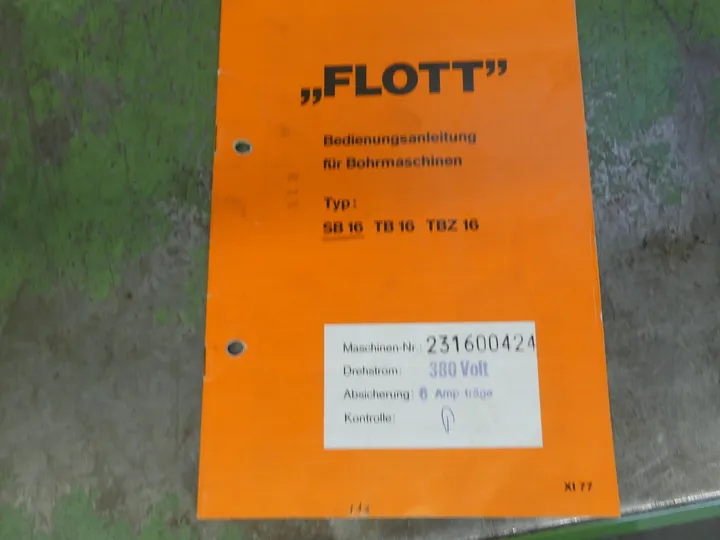 „FLOTT”
Bedienungsanleitung
für Bohrmaschinen
Typ:
SB 16 TB 16 TBZ 16
Maschinen-Nr.: 231600424
Drehstrom: 380 Volt
Absicherung: 6 Amp träge
Kontrolle:
XI 77